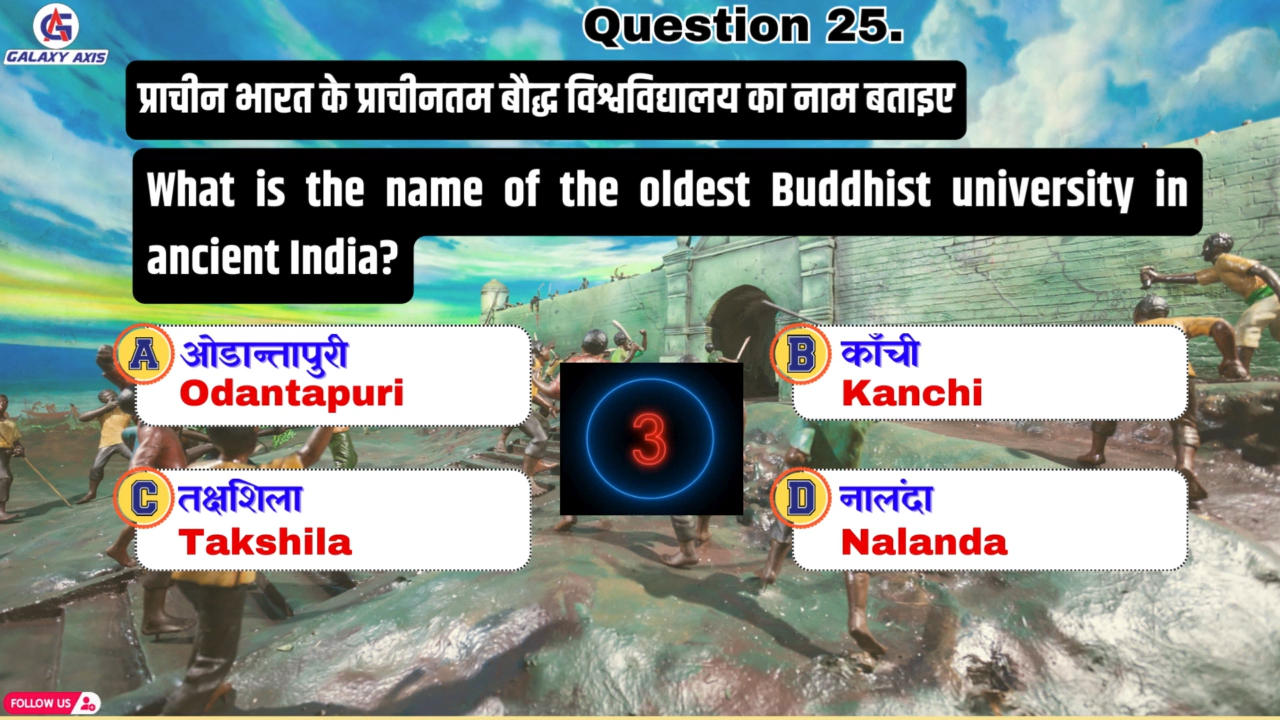 Question 25.
GALAXY AXIS
प्राचीन भारत के प्राचीनतम बौद्ध विश्वविद्यालय का नाम बताइए
What is the name of the oldest Buddhist university in
ancient India?
A ओडान्तापुरी
Odantapuri
B काँची
Kanchi
3
C तक्षशिला
Takshila
D नालंदा
Nalanda
FOLLOW US